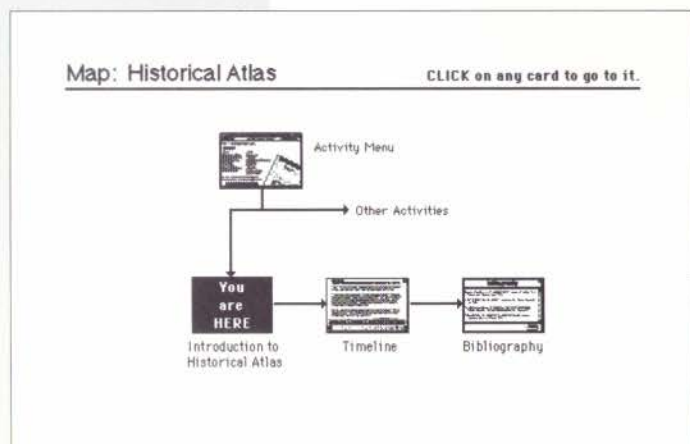 Map: Historical Atlas
CLICK on any card to go to it.
Activity Menu
Other Activities
You
are
HERE
Introduction to
Historical Atlas
Timeline
Bibliography